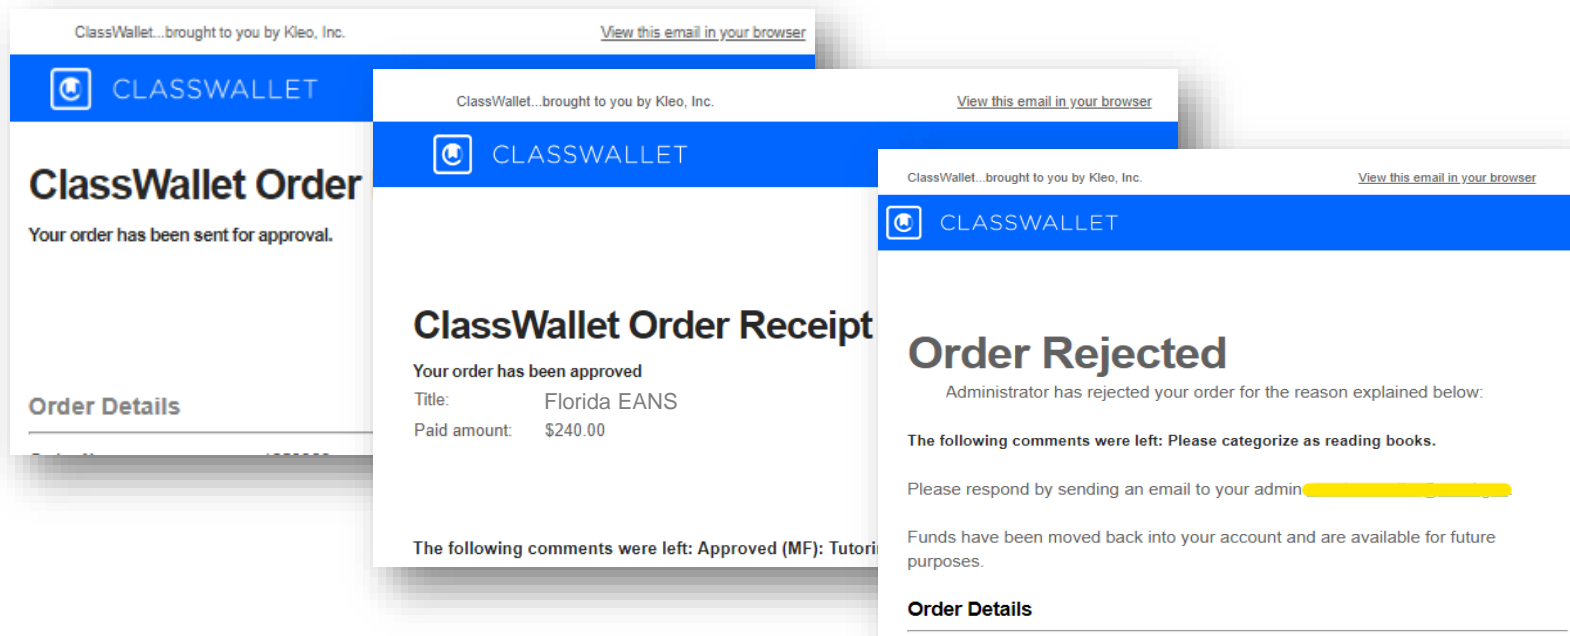 ClassWallet...brought to you by Kleo, Inc.
View this email in your browser
CLASSWALLET
ClassWallet Order
Your order has been sent for approval.
Order Details
ClassWallet...brought to you by Kleo, Inc.
View this email in your browser
CLASSWALLET
ClassWallet Order Receipt
Your order has been approved
Title: Florida EANS
Paid amount: $240.00
The following comments were left: Approved (MF):
ClassWallet...brought to you by Kleo, Inc.
View this email in your browser
CLASSWALLET
Order Rejected
Administrator has rejected your order for the reason explained below:
The following comments were left: Please categorize as reading books.
Please respond by sending an email to your admin
Funds have been moved back into your account and are available for future
purposes.
Order Details